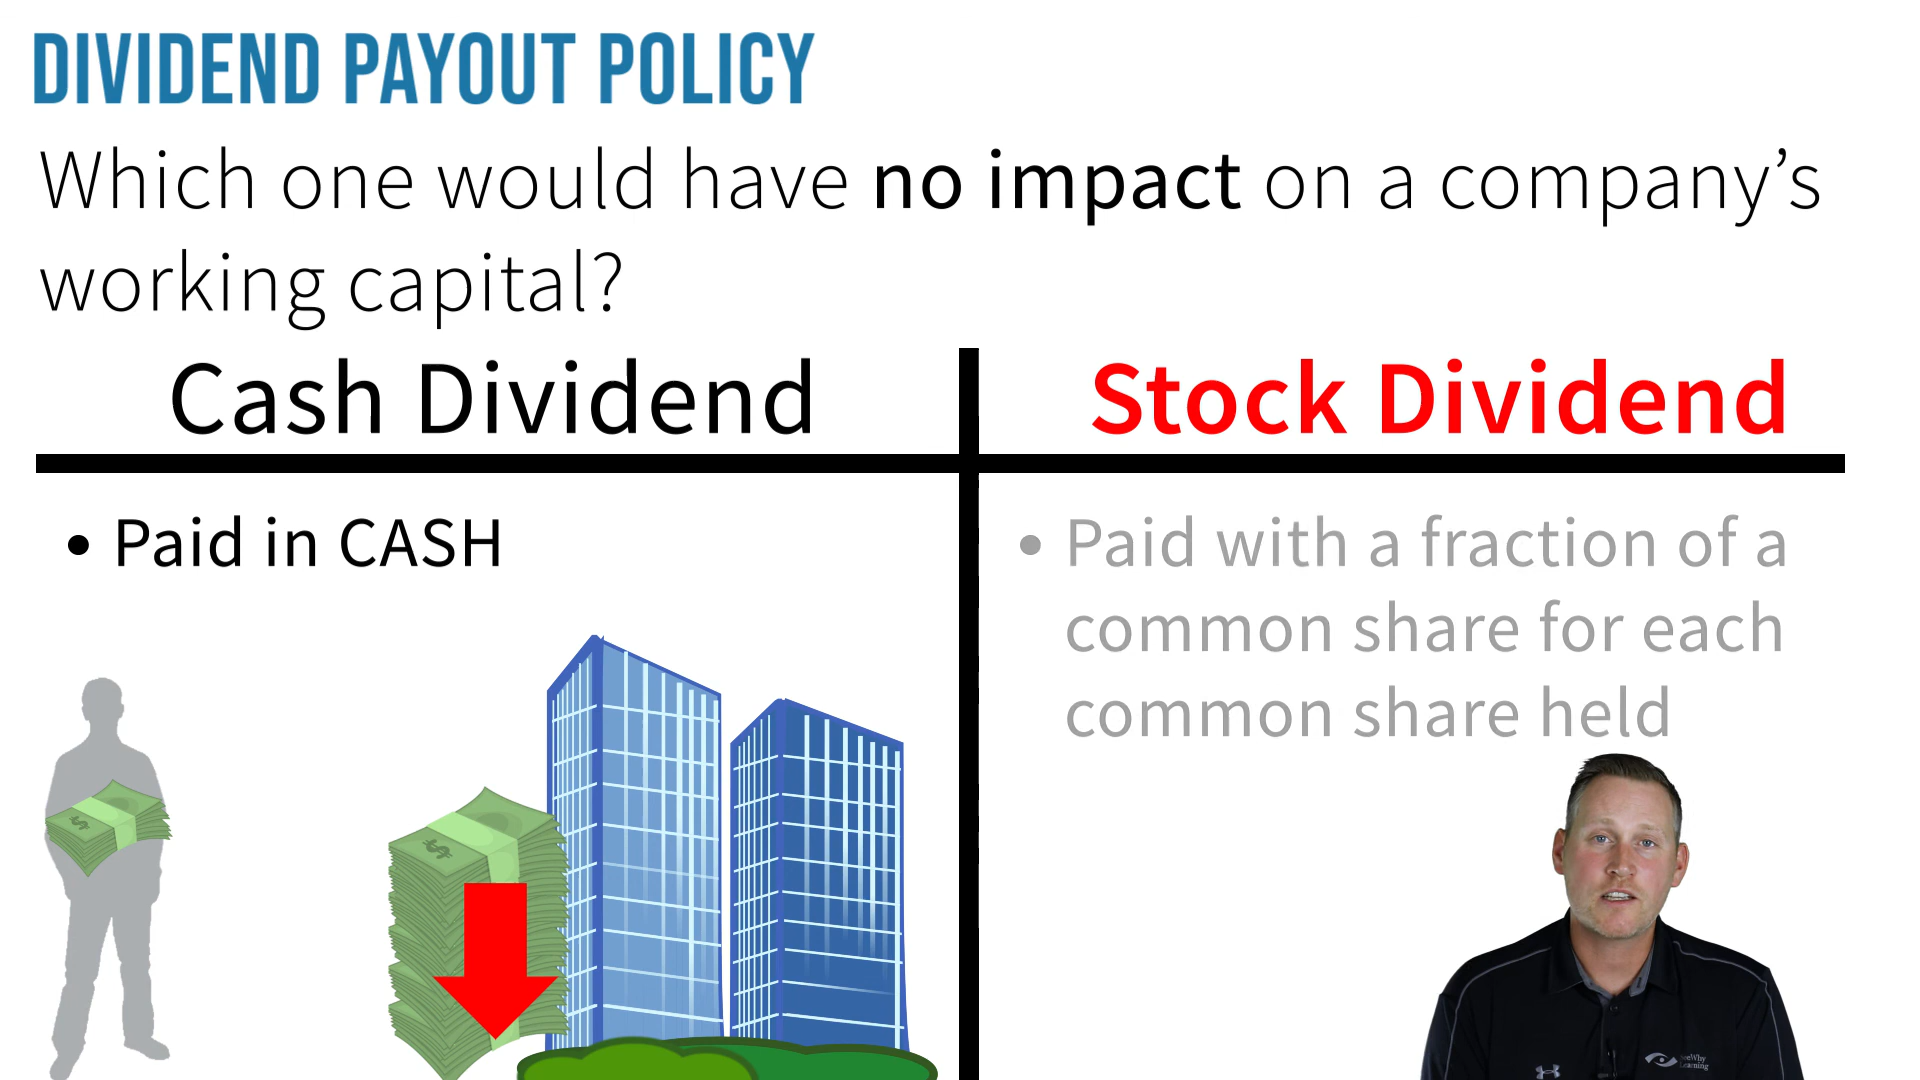 DIVIDEND PAYOUT POLICY
Which one would have no impact on a company’s
working capital?
Cash Dividend
Stock Dividend
• Paid in CASH
• Paid with a fraction of a
common share for each
common share held